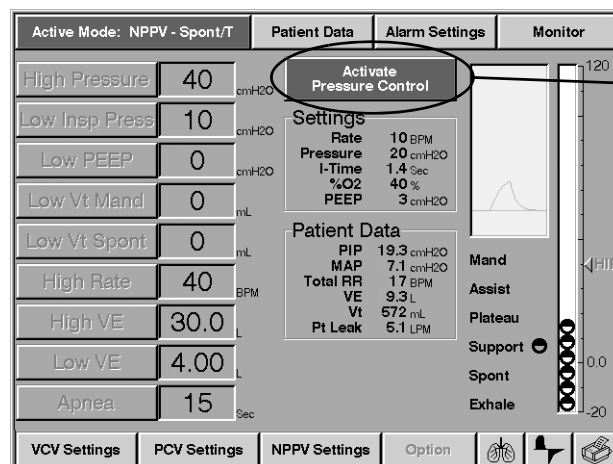 Active Mode: NPPV - Spont/T
Patient Data
Alarm Settings
Monitor
High Pressure 40 cmH2O
Low Insp Press 10 cmH2O
Low PEEP 0 cmH2O
Low Vt Mand 0 mL
Low Vt Spont 0 mL
High Rate 40 BPM
High VE 30.0 L
Low VE 4.00 L
Apnea 15 Sec
Activate
Pressure Control
Settings
Rate 10 BPM
Pressure 20 cmH2O
I-Time 1.4 Sec
%O2 40 %
PEEP 3 cmH2O
Patient Data
PIP 19.3 cmH2O
MAP 7.1 cmH2O
Total RR 17 BPM
VE 9.3 L
Vt 572 mL
Pt Leak 5.1 LPM
Mand
Assist
Plateau
Support
Spont
Exhale
120
0.0
-20
VCV Settings
PCV Settings
NPPV Settings
Option